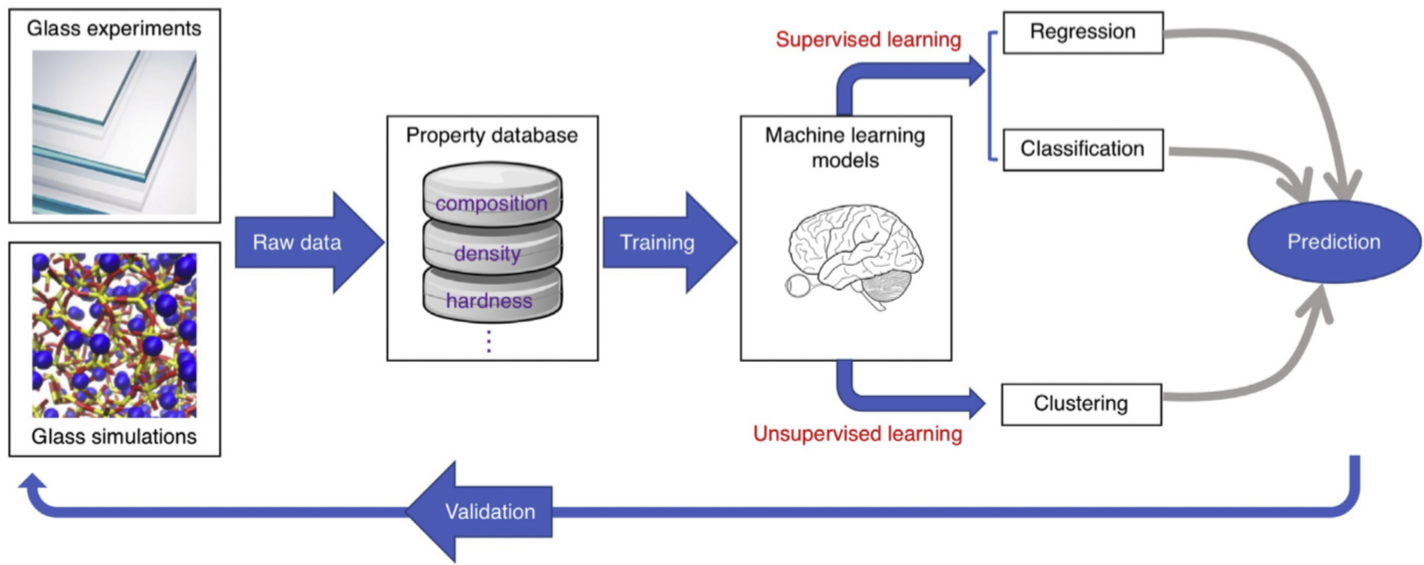 Glass experiments
Glass simulations
Raw data
Property database
composition
density
hardness
Training
Machine learning
models
Supervised learning
Unsupervised learning
Regression
Classification
Clustering
Prediction
Validation